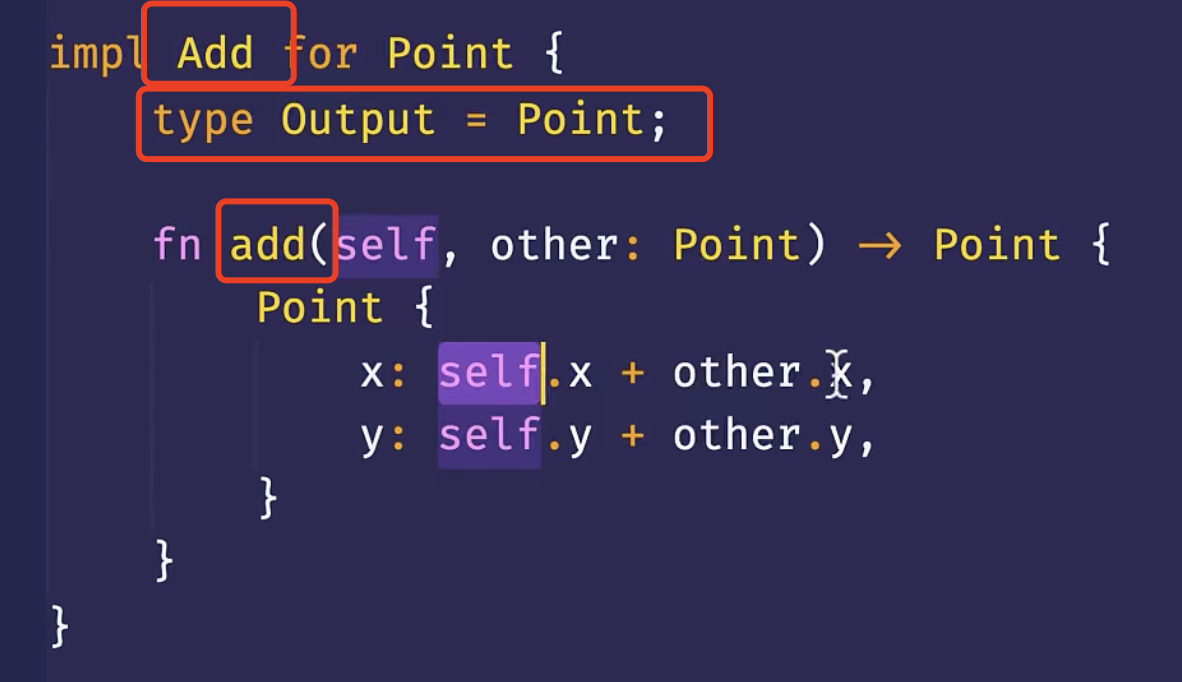 impl Add for Point {
type Output = Point;
fn add(self, other: Point) → Point {
Point {
x: self.x + other.x,
y: self.y + other.y,
}
}
}